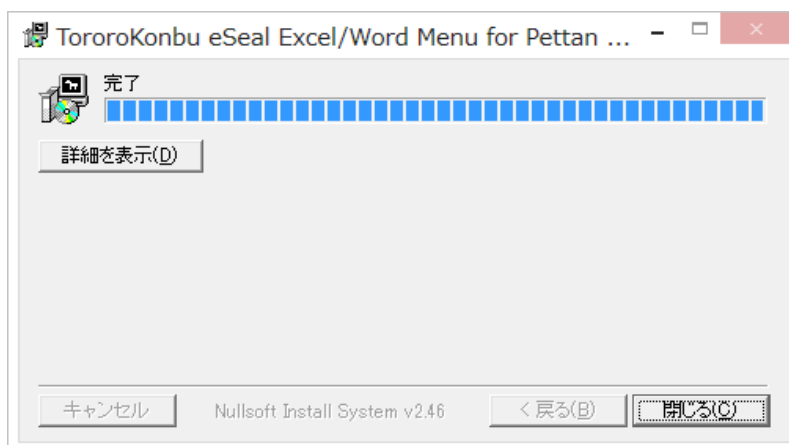 TororoKonbu eSeal Excel/Word Menu for Pettan ...
完了
詳細を表示(D)
キャンセル
Nullsoft Install System v2.46
< 戻る(B)
閉じる(C)